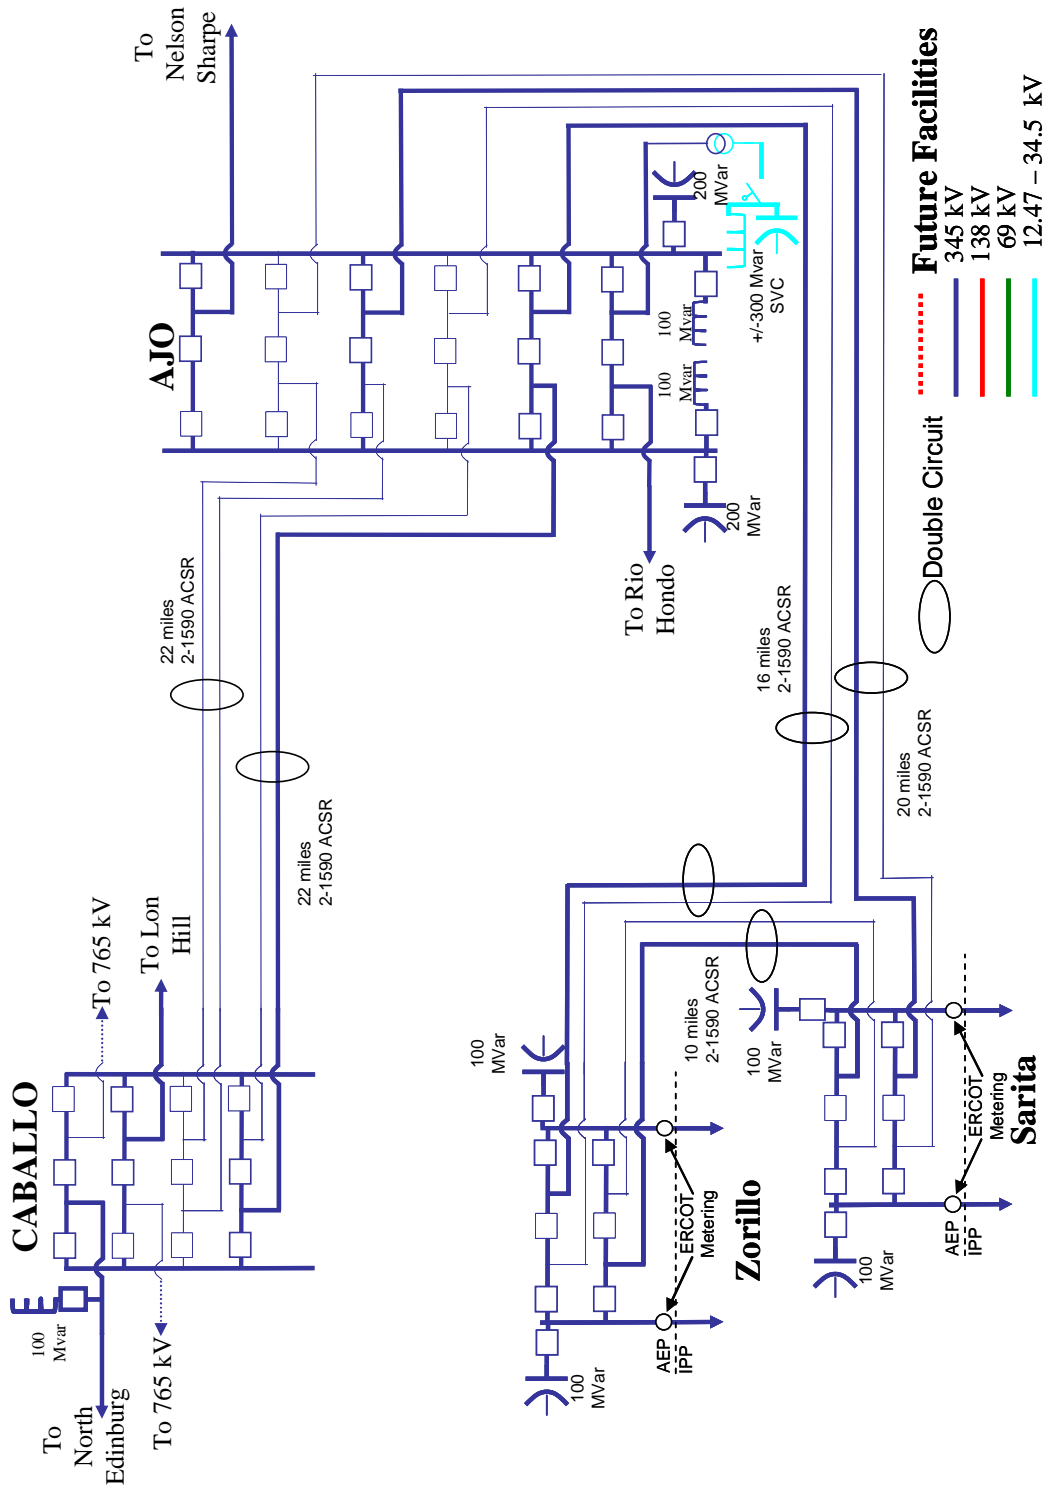 To
Nelson
Sharpe
AJO
200
MVar
+/-300 Mvar
SVC
100
Mvar
100
Mvar
200
MVar
To Rio
Hondo
22 miles
2-1590 ACSR
22 miles
2-1590 ACSR
16 miles
2-1590 ACSR
20 miles
2-1590 ACSR
10 miles
2-1590 ACSR
CABALLO
To 765 kV
To Lon
Hill
100
Mvar
To
North
Edinburg
To 765 kV
100
MVar
100
MVar
ERCOT
Metering
AEP
IPP
Zorillo
100
MVar
100
MVar
ERCOT
Metering
AEP
IPP
Sarita
Future Facilities
345 kV
138 kV
69 kV
12.47 – 34.5 kV
Double Circuit